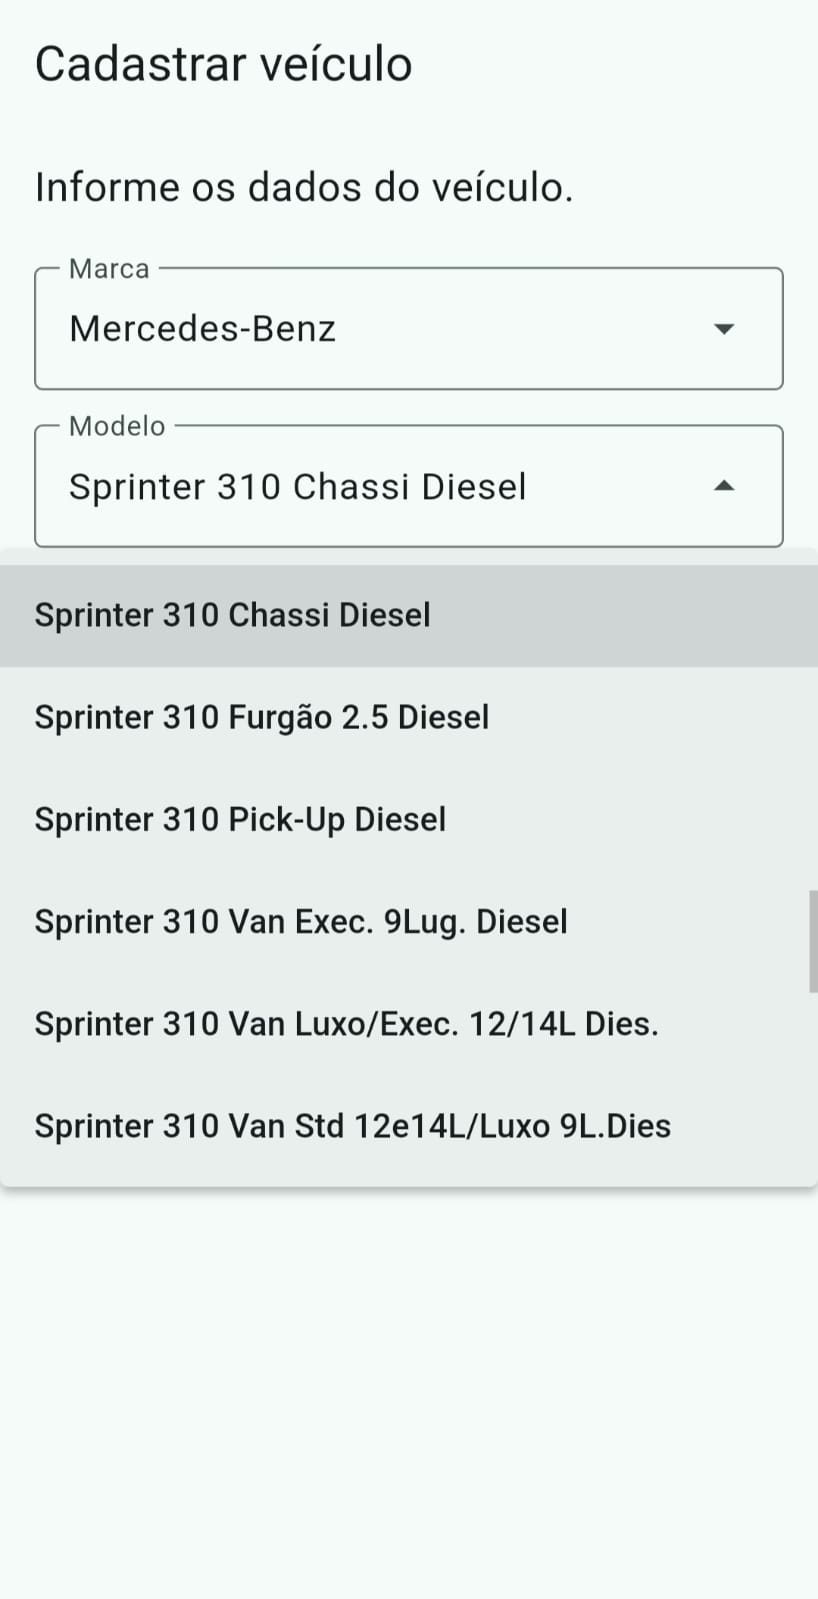 Cadastrar veículo
Informe os dados do veículo.
Marca
Mercedes-Benz
Modelo
Sprinter 310 Chassi Diesel
Sprinter 310 Chassi Diesel
Sprinter 310 Furgão 2.5 Diesel
Sprinter 310 Pick-Up Diesel
Sprinter 310 Van Exec. 9Lug. Diesel
Sprinter 310 Van Luxo/Exec. 12/14L Dies.
Sprinter 310 Van Std 12e14L/Luxo 9L.Dies